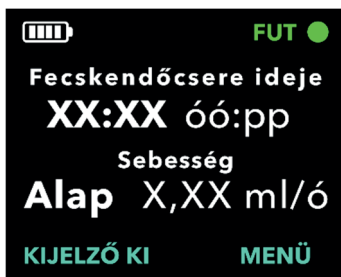 FUT
Fecskendőcsere ideje
XX:XX óó:pp
Sebesség
Alap X,XX ml/ó
KIJELZŐ KI MENÜ